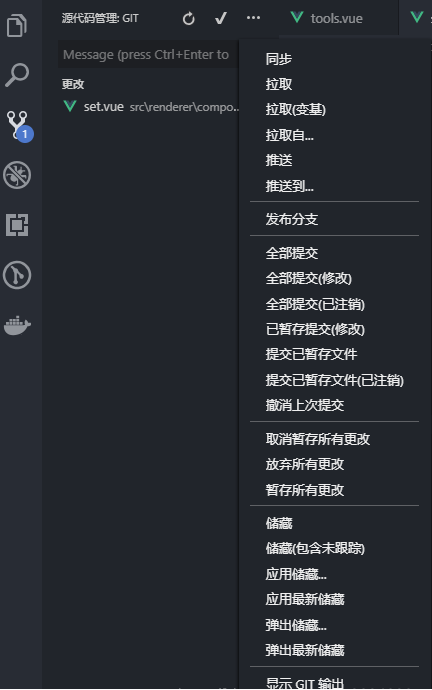 源代码管理: GIT
tools.vue
Message (press Ctrl+Enter to
更改
set.vue src\renderer\compo...
1
同步
拉取
拉取(变基)
拉取自...
推送
推送到...
发布分支
全部提交
全部提交(修改)
全部提交(已注销)
已暂存提交(修改)
提交已暂存文件
提交已暂存文件(已注销)
撤消上次提交
取消暂存所有更改
放弃所有更改
暂存所有更改
储藏
储藏(包含未跟踪)
应用储藏...
应用最新储藏
弹出储藏...
弹出最新储藏
显示 GIT 输出